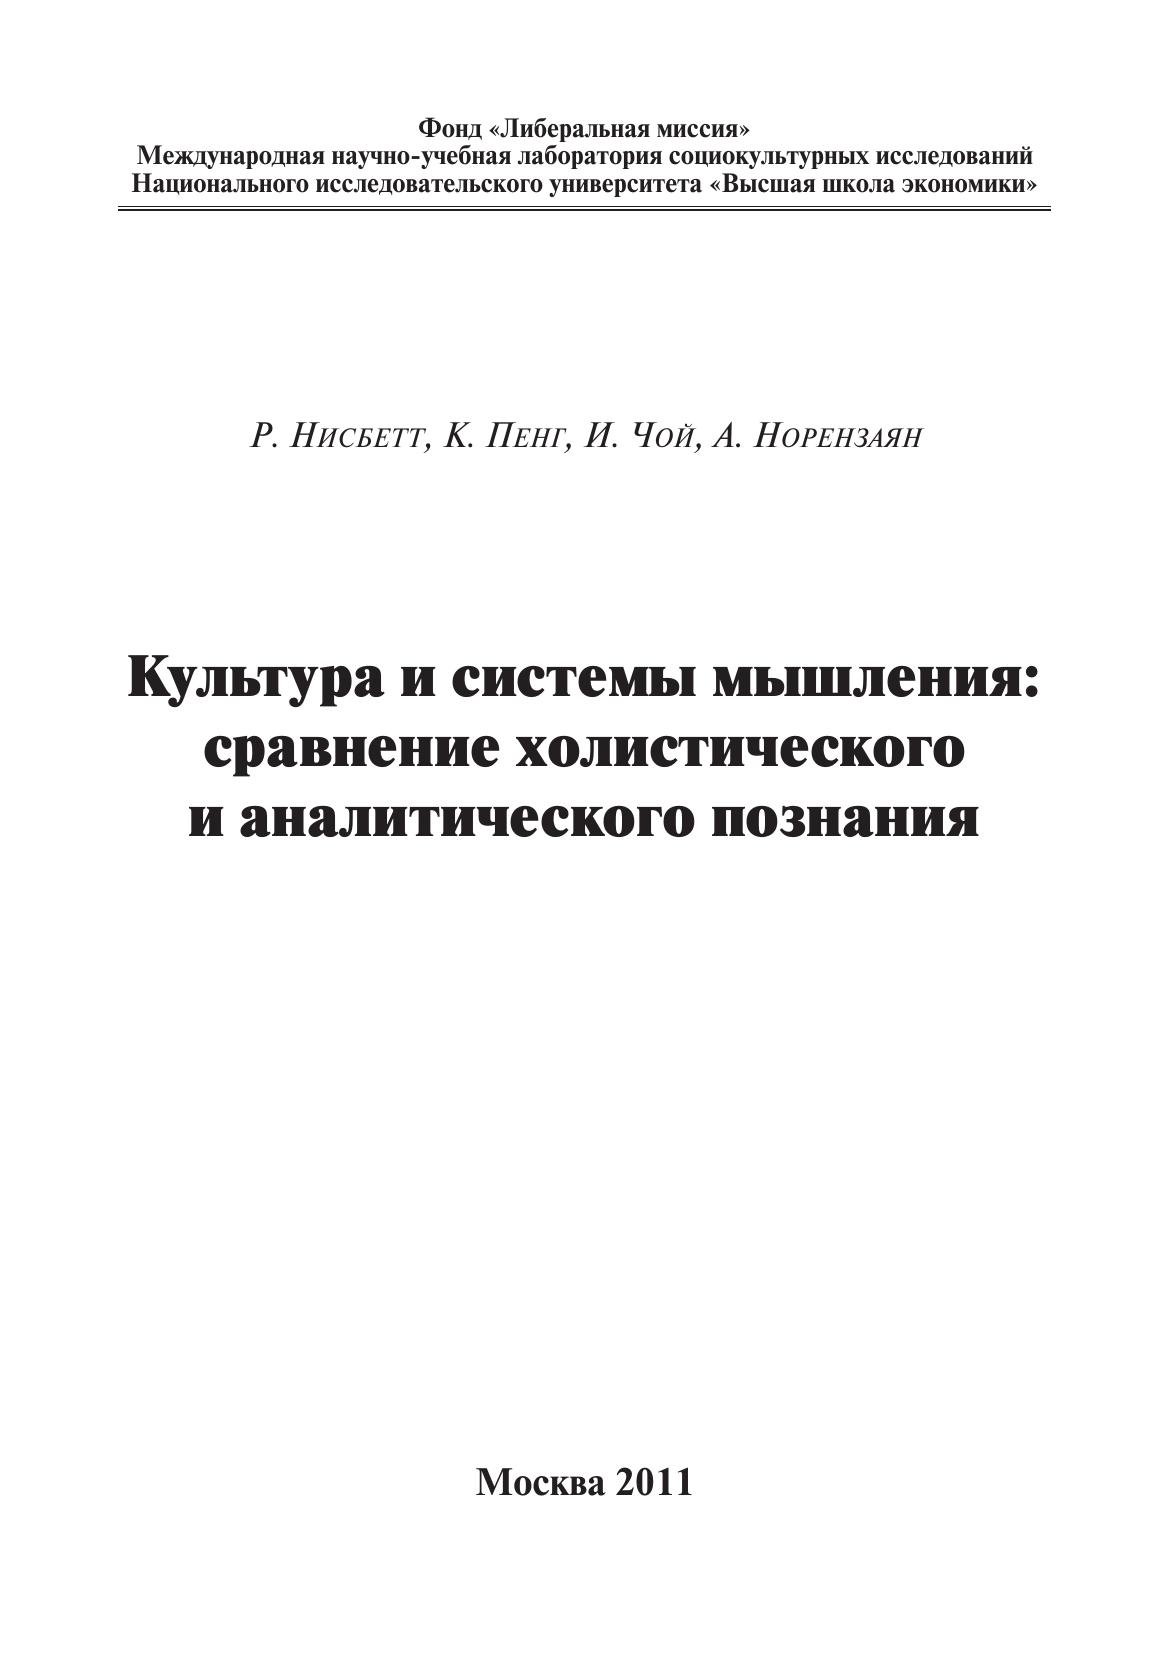 Фонд «Либеральная миссия»
Международная научно-учебная лаборатория социокультурных исследований
Национального исследовательского университета «Высшая школа экономики»
Р. Нисбетт, К. Пенг, И. Чой, А. Норензаян
Культура и системы мышления:
сравнение холистического
и аналитического познания
Москва 2011